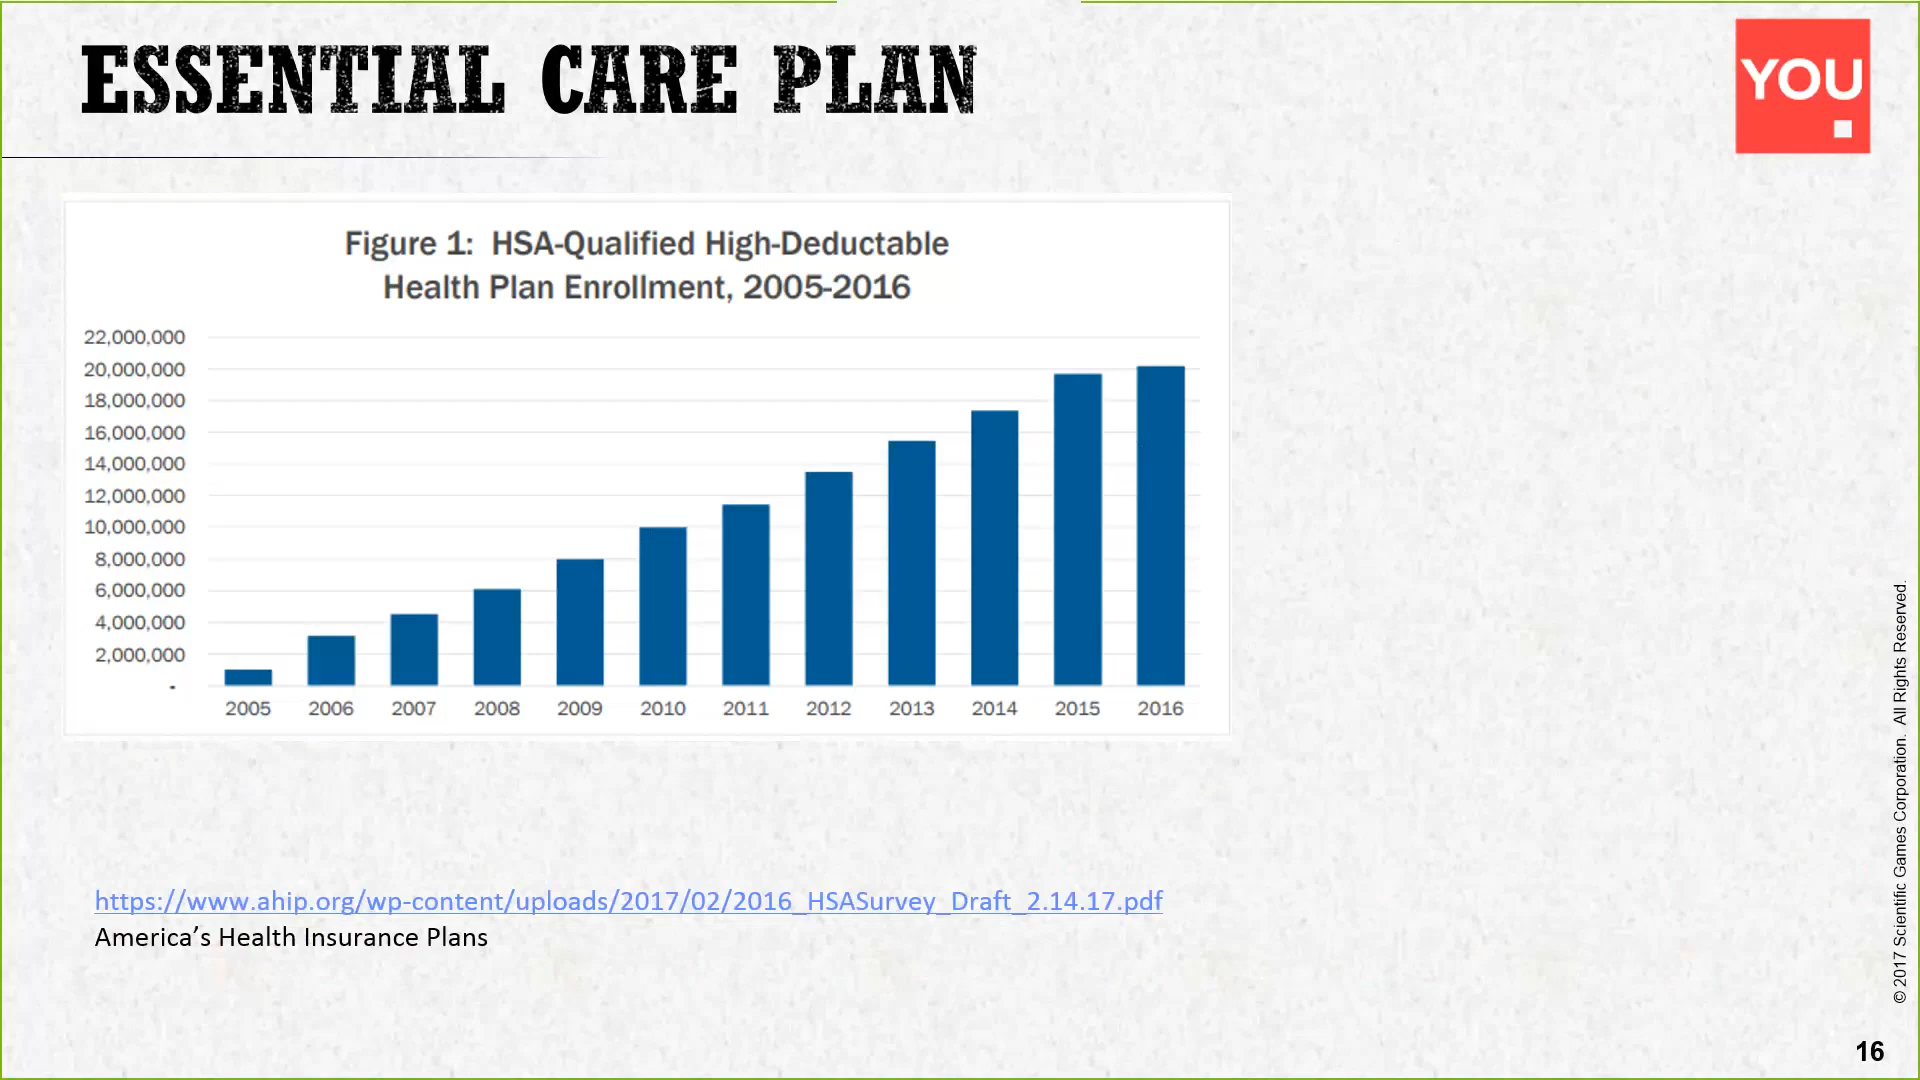 ESSENTIAL CARE PLAN
YOU
Figure 1: HSA-Qualified High-Deductable
Health Plan Enrollment, 2005-2016
22,000,000
20,000,000
18,000,000
16,000,000
14,000,000
12,000,000
10,000,000
8,000,000
6,000,000
4,000,000
2,000,000
-
2005 2006 2007 2008 2009 2010 2011 2012 2013 2014 2015 2016
https://www.ahip.org/wp-content/uploads/2017/02/2016_HSASurvey_Draft_2.14.17.pdf
America’s Health Insurance Plans
© 2017 Scientific Games Corporation. All Rights Reserved.
16